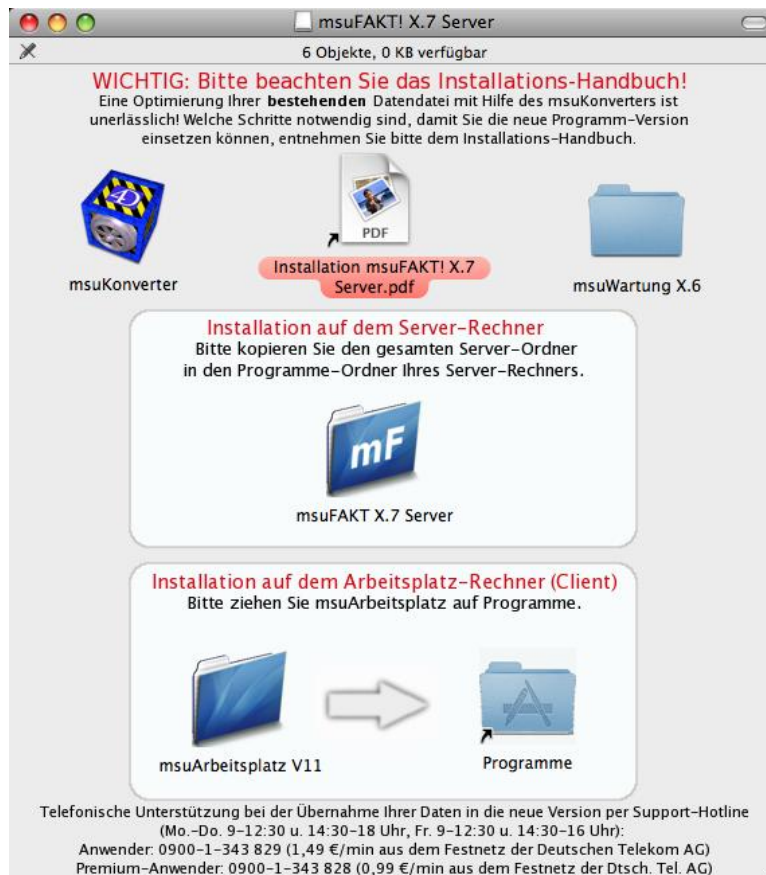 msuFAKT! X.7 Server
6 Objekte, 0 KB verfügbar
WICHTIG: Bitte beachten Sie das Installations-Handbuch!
Eine Optimierung Ihrer bestehenden Datendatei mit Hilfe des msuKonverters ist
unerlässlich! Welche Schritte notwendig sind, damit Sie die neue Programm-Version
einsetzen können, entnehmen Sie bitte dem Installations-Handbuch.
4D
PDF
msuKonverter
Installation msuFAKT! X.7
Server.pdf
msuWartung X.6
Installation auf dem Server-Rechner
Bitte kopieren Sie den gesamten Server-Ordner
in den Programme-Ordner Ihres Server-Rechners.
mF
msuFAKT X.7 Server
Installation auf dem Arbeitsplatz-Rechner (Client)
Bitte ziehen Sie msuArbeitsplatz auf Programme.
msuArbeitsplatz V11
Programme
Telefonische Unterstützung bei der Übernahme Ihrer Daten in die neue Version per Support-Hotline
(Mo.-Do. 9-12:30 u. 14:30-18 Uhr, Fr. 9-12:30 u. 14:30-16 Uhr):
Anwender: 0900-1-343 829 (1,49 €/min aus dem Festnetz der Deutschen Telekom AG)
Premium-Anwender: 0900-1-343 828 (0,99 €/min aus dem Festnetz der Dtsch. Tel. AG)